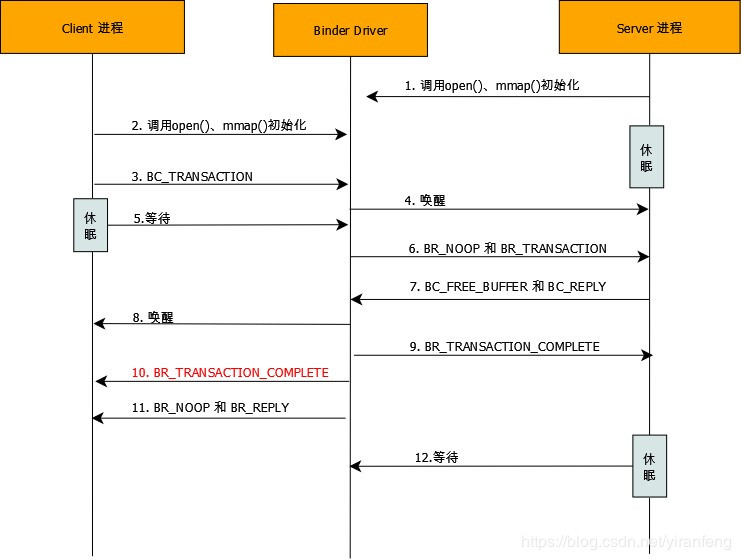 Client 进程
Binder Driver
Server 进程
1. 调用open()、mmap()初始化
2. 调用open()、mmap()初始化
休
眠
3. BC_TRANSACTION
4. 唤醒
休
眠
5.等待
6. BR_NOOP 和 BR_TRANSACTION
7. BC_FREE_BUFFER 和 BC_REPLY
8. 唤醒
9. BR_TRANSACTION_COMPLETE
10. BR_TRANSACTION_COMPLETE
11. BR_NOOP 和 BR_REPLY
12.等待
休
眠
https://blog.csdn.net/yiranfeng